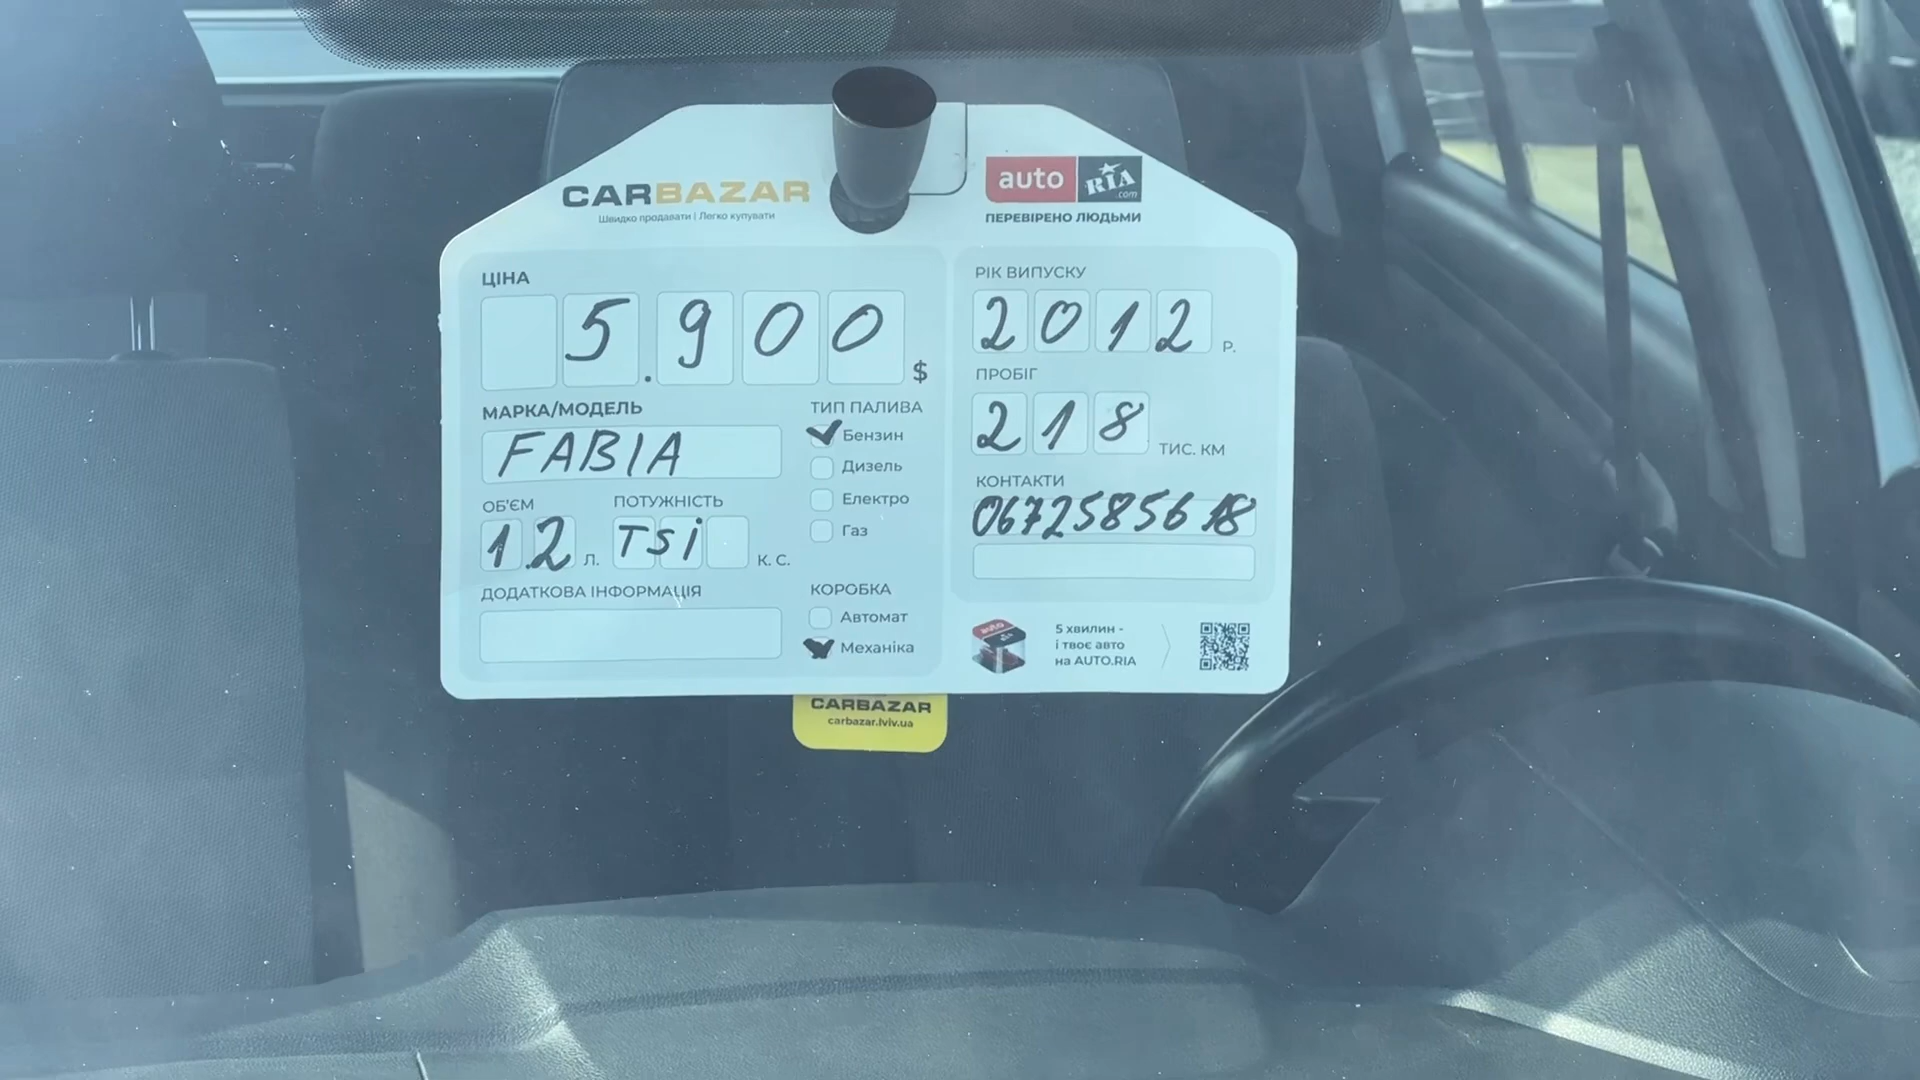 CARBAZAR
Швидко продавати | Легко купувати
auto RIA .com
ПЕРЕВІРЕНО ЛЮДЬМИ
ЦІНА
5.900 $
МАРКА/МОДЕЛЬ
FABIA
ОБ'ЄМ
1.2 Л.
ПОТУЖНІСТЬ
TSi К. С.
ДОДАТКОВА ІНФОРМАЦІЯ
ТИП ПАЛИВА
Бензин
Дизель
Електро
Газ
КОРОБКА
Автомат
Механіка
РІК ВИПУСКУ
2012 Р.
ПРОБІГ
218 ТИС. КМ
КОНТАКТИ
0672585618
auto
5 хвилин -
і твоє авто
на AUTO.RIA
CARBAZAR
carbazar.lviv.ua